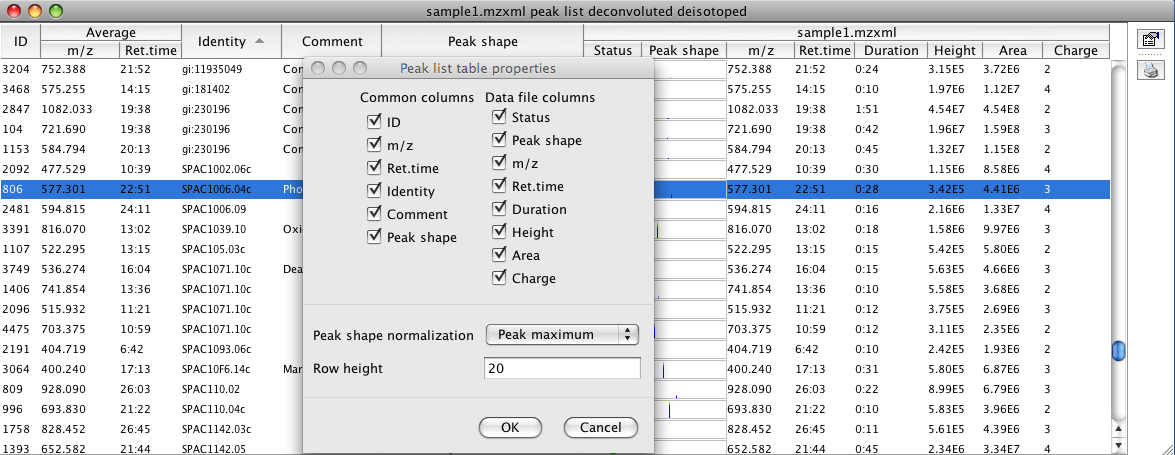 sample1.mzxml peak list deconvoluted deisotoped
ID Average Identity Comment Peak shape sample1.mzxml
m/z Ret.time Status Peak shape m/z Ret.time Duration Height Area Charge
3204 752.388 21:52 gi:11935049 Con 752.388 21:52 0:24 3.15E5 3.72E6 2
3468 575.255 14:15 gi:181402 Con 575.255 14:15 0:10 1.97E6 1.12E7 4
2847 1082.033 19:38 gi:230196 Con 1082.033 19:38 1:51 4.54E7 4.54E8 2
104 721.690 19:38 gi:230196 Con 721.690 19:38 0:42 1.96E7 1.59E8 3
1153 584.794 20:13 gi:230196 Con 584.794 20:13 0:45 1.32E7 1.15E8 2
2092 477.529 10:39 SPAC1002.06c 477.529 10:39 0:30 1.15E6 8.58E6 4
806 577.301 22:51 SPAC1006.04c Pho 577.301 22:51 0:28 3.42E5 4.41E6 3
2481 594.815 24:11 SPAC1006.09 594.815 24:11 0:16 2.16E6 1.33E7 4
3391 816.070 13:02 SPAC1039.10 Oxi 816.070 13:02 0:18 1.58E6 9.97E6 3
1107 522.295 13:15 SPAC105.03c 522.295 13:15 0:15 5.42E5 5.80E6 2
3749 536.274 16:04 SPAC1071.10c Dea 536.274 16:04 0:15 5.63E5 4.66E6 3
1406 741.854 13:36 SPAC1071.10c 741.854 13:36 0:10 5.58E5 3.68E6 2
2096 515.932 11:21 SPAC1071.10c 515.932 11:21 0:12 3.75E5 2.69E6 3
4475 703.375 10:59 SPAC1071.10c 703.375 10:59 0:12 3.11E5 2.35E6 2
2191 404.719 6:42 SPAC1093.06c 404.719 6:42 0:10 2.42E5 1.93E6 2
3064 400.240 17:13 SPAC10F6.14c Mar 400.240 17:13 0:31 5.80E5 6.87E6 3
809 928.090 26:03 SPAC110.02 928.090 26:03 0:22 8.99E5 6.79E6 3
996 693.830 21:22 SPAC110.04c 693.830 21:22 0:10 5.83E5 3.96E6 2
1758 828.452 26:45 SPAC1142.03c 828.452 26:45 0:11 5.61E5 4.39E6 3
1393 652.582 21:44 SPAC1142.05 652.582 21:44 0:21 2.34E6 3.34E7 4
Peak list table properties
Common columns
ID
m/z
Ret.time
Identity
Comment
Peak shape
Data file columns
Status
Peak shape
m/z
Ret.time
Duration
Height
Area
Charge
Peak shape normalization Peak maximum
Row height 20
OK Cancel